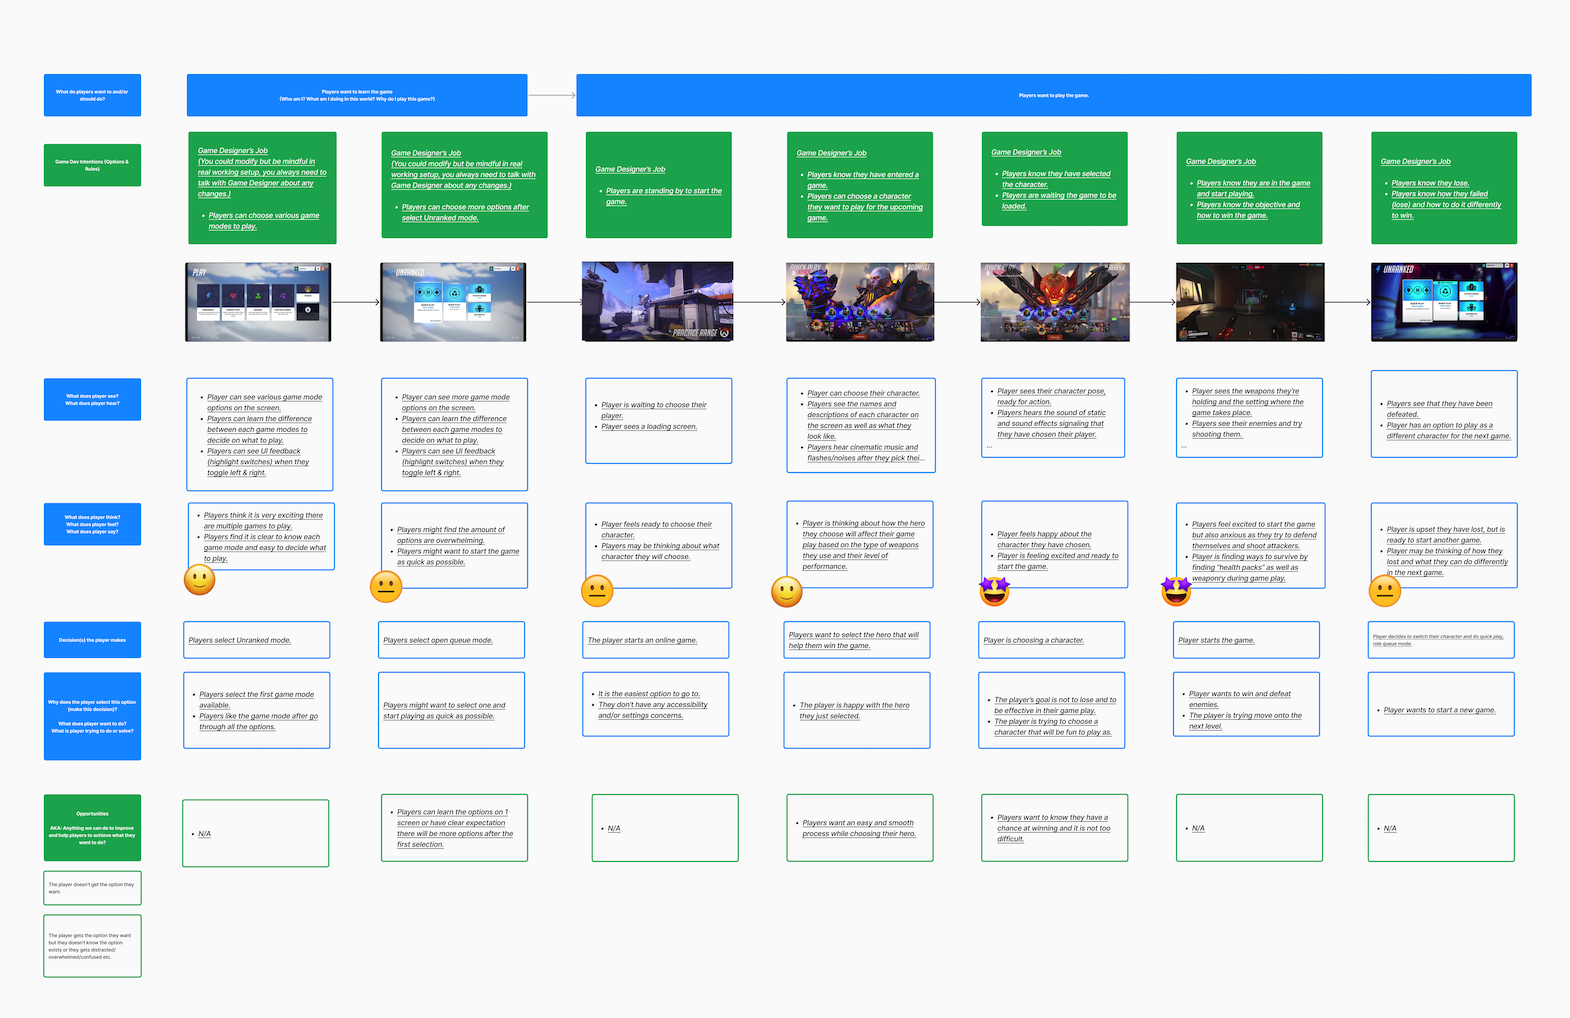 What do players want to and/or
should do?
Players want to learn the game
(Who am I? What am I doing in this world? Why do I play this game?)
Players want to play the game.
Game Dev Intentions (Options &
Rules)
Game Designer's Job
(You could modify but be mindful in
real working setup, you always need to
talk with Game Designer about any
changes.)
• Players can choose various game
modes to play.
Game Designer's Job
(You could modify but be mindful in real
working setup, you always need to talk with
Game Designer about any changes.)
• Players can choose more options after
select Unranked mode.
Game Designer's Job
• Players are standing by to start the
game.
Game Designer's Job
• Players know they have entered a
game.
• Players can choose a character
they want to play for the upcoming
game.
Game Designer's Job
• Players know they have selected
the character.
• Players are waiting the game to be
loaded.
Game Designer's Job
• Players know they are in the game
and start playing.
• Players know the objective and
how to win the game.
Game Designer's Job
• Players know they lose.
• Players know how they failed
(lose) and how to do it differently
to win.
PLAY
UNRANKED
PRACTICE RANGE
QUICK PLAY
QUICK PLAY
UNRANKED
What does player see?
What does player hear?
• Player can see various game mode
options on the screen.
• Players can learn the difference
between each game modes to
decide on what to play.
• Players can see UI feedback
(highlight switches) when they
toggle left & right.
• Player can see more game mode
options on the screen.
• Players can learn the difference
between each game modes to
decide on what to play.
• Players can see UI feedback
(highlight switches) when they
toggle left & right.
• Player is waiting to choose their
player.
• Player sees a loading screen.
• Player can choose their character.
• Players see the names and
descriptions of each character on
the screen as well as what they
look like.
• Players hear cinematic music and
flashes/noises after they pick thei...
• Player sees their character pose,
ready for action.
• Players hears the sound of static
and sound effects signaling that
they have chosen their player.
...
• Player sees the weapons they're
holding and the setting where the
game takes place.
• Player see their enemies and try
shooting them.
...
• Players see that they have been
defeated.
• Player has an option to play as a
different character for the next game.
What does player think?
What does player feel?
What does player say?
• Players think it is very exciting there
are multiple games to play.
• Players find it is clear to know each
game mode and easy to decide what
to play.
• Players might find the amount of
options are overwhelming.
• Players might want to start the game
as quick as possible.
• Player feels ready to choose their
character.
• Players may be thinking about what
character they will choose.
• Player is thinking about how the hero
they choose will affect their game
play based on the type of weapons
they use and their level of
performance.
• Player feels happy about the
character they have chosen.
• Player is feeling excited and ready to
start the game.
• Players feel excited to start the game
but also anxious as they try to defend
themselves and shoot attackers.
• Player is finding ways to survive by
finding "health packs" as well as
weaponry during game play.
• Player is upset they have lost, but is
ready to start another game.
• Player may be thinking of how they
lost and what they can do differently
in the next game.
Decision(s) the player makes
Players select Unranked mode.
Players select open queue mode.
The player starts an online game.
Players want to select the hero that will
help them win the game.
Player is choosing a character.
Player starts the game.
Player decides to switch their character and do quick play,
role queue mode.
Why does the player select this option
(make this decision)?
What does player want to do?
What is player trying to do or solve?
• Players select the first game mode
available.
• Players like the game mode after go
through all the options.
Players might want to select one and
start playing as quick as possible.
• It is the easiest option to go to.
• They don't have any accessibility
and/or settings concerns.
• The player is happy with the hero
they just selected.
• The player's goal is not to lose and to
be effective in their game play.
• The player is trying to choose a
character that will be fun to play as.
• Player wants to win and defeat
enemies.
• The player is trying move onto the
next level.
• Player wants to start a new game.
Opportunities
AKA: Anything we can do to improve
and help players to achieve what they
want to do?
• N/A
• Players can learn the options on 1
screen or have clear expectation
there will be more options after the
first selection.
• N/A
• Players want an easy and smooth
process while choosing their hero.
• Players want to know they have a
chance at winning and it is not too
difficult.
• N/A
• N/A
The player doesn't get the option they
want.
The player gets the option they want
but they doesn't know the option
exists or they gets distracted/
overwhelmed/confused etc.